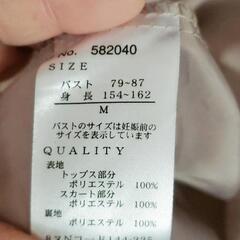 No. 582040
SIZE
バスト 79~87
身長 154~162
M
バストのサイズは妊娠前の
サイズを表示しています
QUALITY
表地
トップス部分
ポリエステル 100%
スカート部分
ポリエステル 100%
裏地
ポリエステル 100%